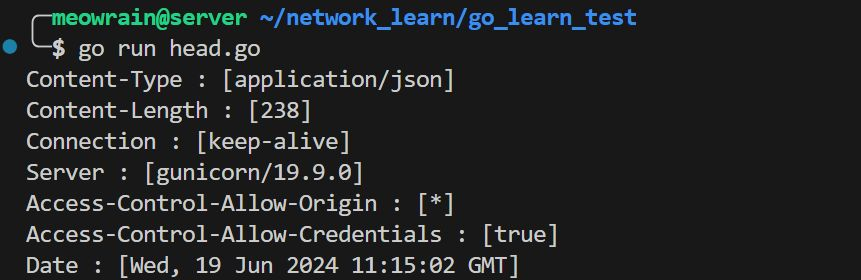 meowrain@server ~/network_learn/go_learn_test
$ go run head.go
Content-Type : [application/json]
Content-Length : [238]
Connection : [keep-alive]
Server : [gunicorn/19.9.0]
Access-Control-Allow-Origin : [*]
Access-Control-Allow-Credentials : [true]
Date : [Wed, 19 Jun 2024 11:15:02 GMT]